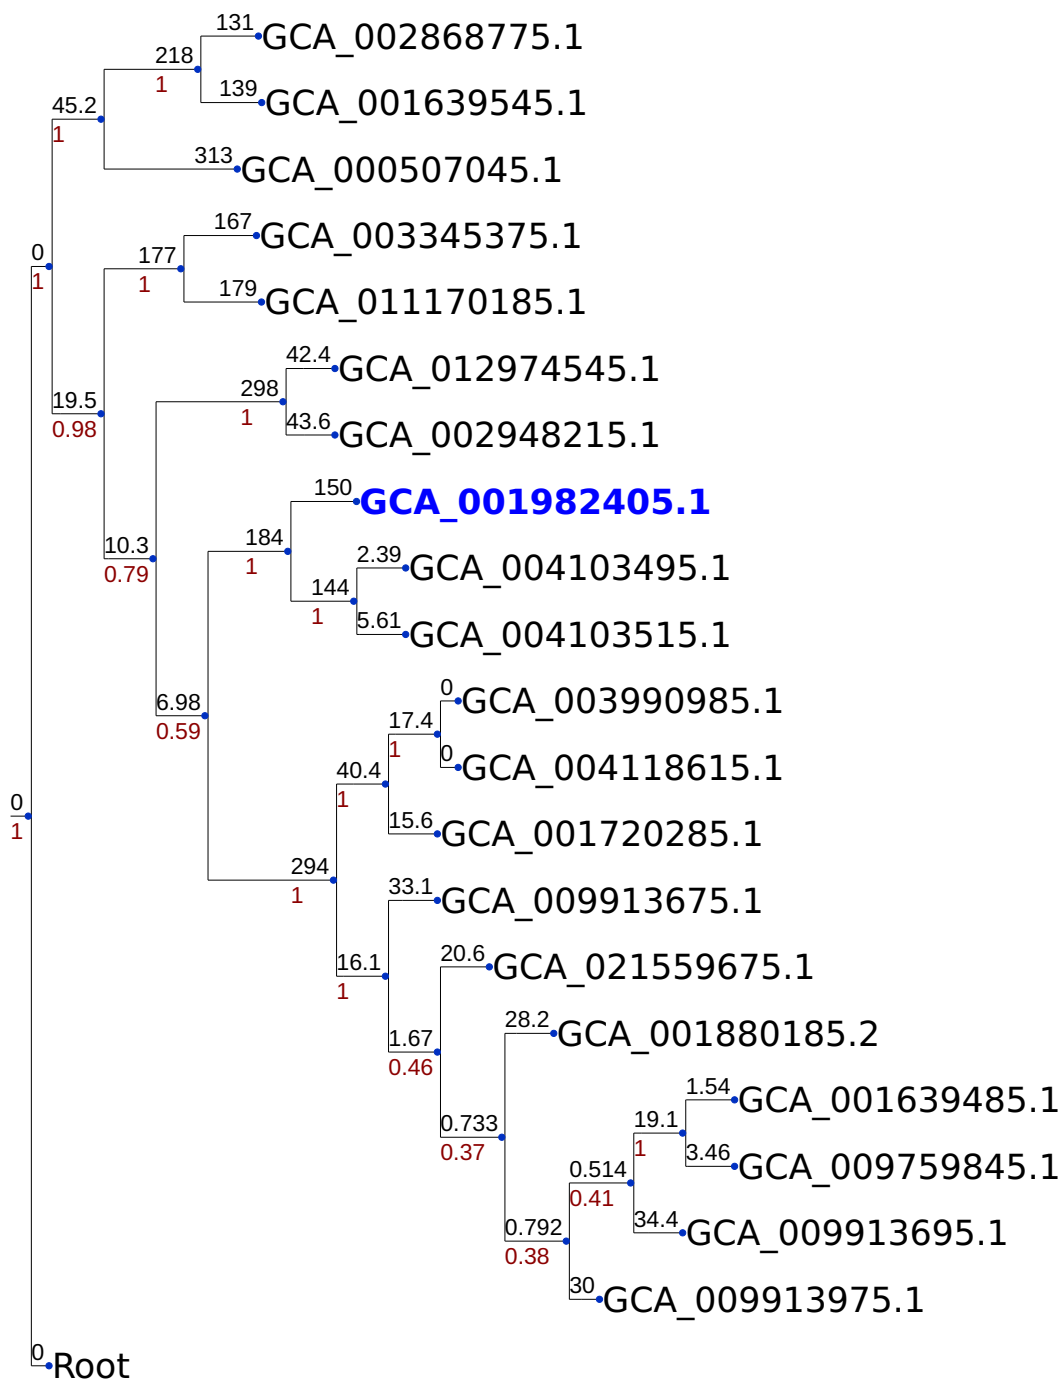 131
GCA_002868775.1
218
1
139
GCA_001639545.1
45.2
1
313
GCA_000507045.1
167
GCA_003345375.1
0
1
177
1
179
GCA_011170185.1
42.4
GCA_012974545.1
298
1
19.5
0.98
43.6
GCA_002948215.1
150
GCA_001982405.1
184
1
10.3
0.79
2.39
GCA_004103495.1
144
1
5.61
GCA_004103515.1
0
GCA_003990985.1
6.98
0.59
17.4
1
0
GCA_004118615.1
40.4
1
0
1
15.6
GCA_001720285.1
294
1
33.1
GCA_009913675.1
16.1
1
20.6
GCA_021559675.1
1.67
0.46
28.2
GCA_001880185.2
1.54
GCA_001639485.1
0.733
0.37
19.1
1
3.46
GCA_009759845.1
0.514
0.41
34.4
GCA_009913695.1
0.792
0.38
30
GCA_009913975.1
0
Root